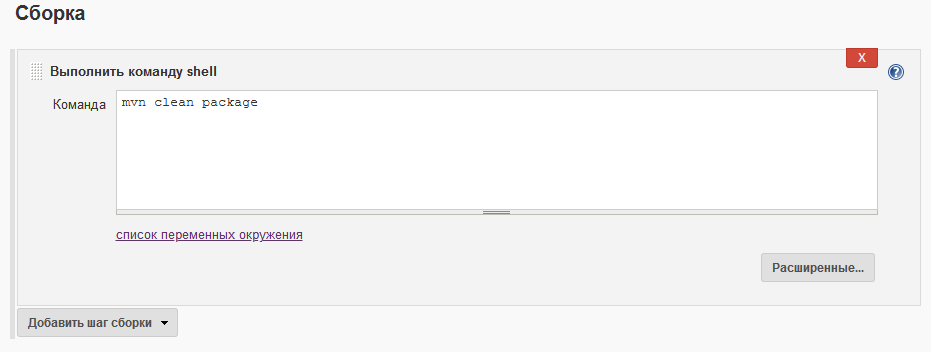 Сборка
X
Выполнить команду shell
?
Команда
mvn clean package
список переменных окружения
Расширенные...
Добавить шаг сборки